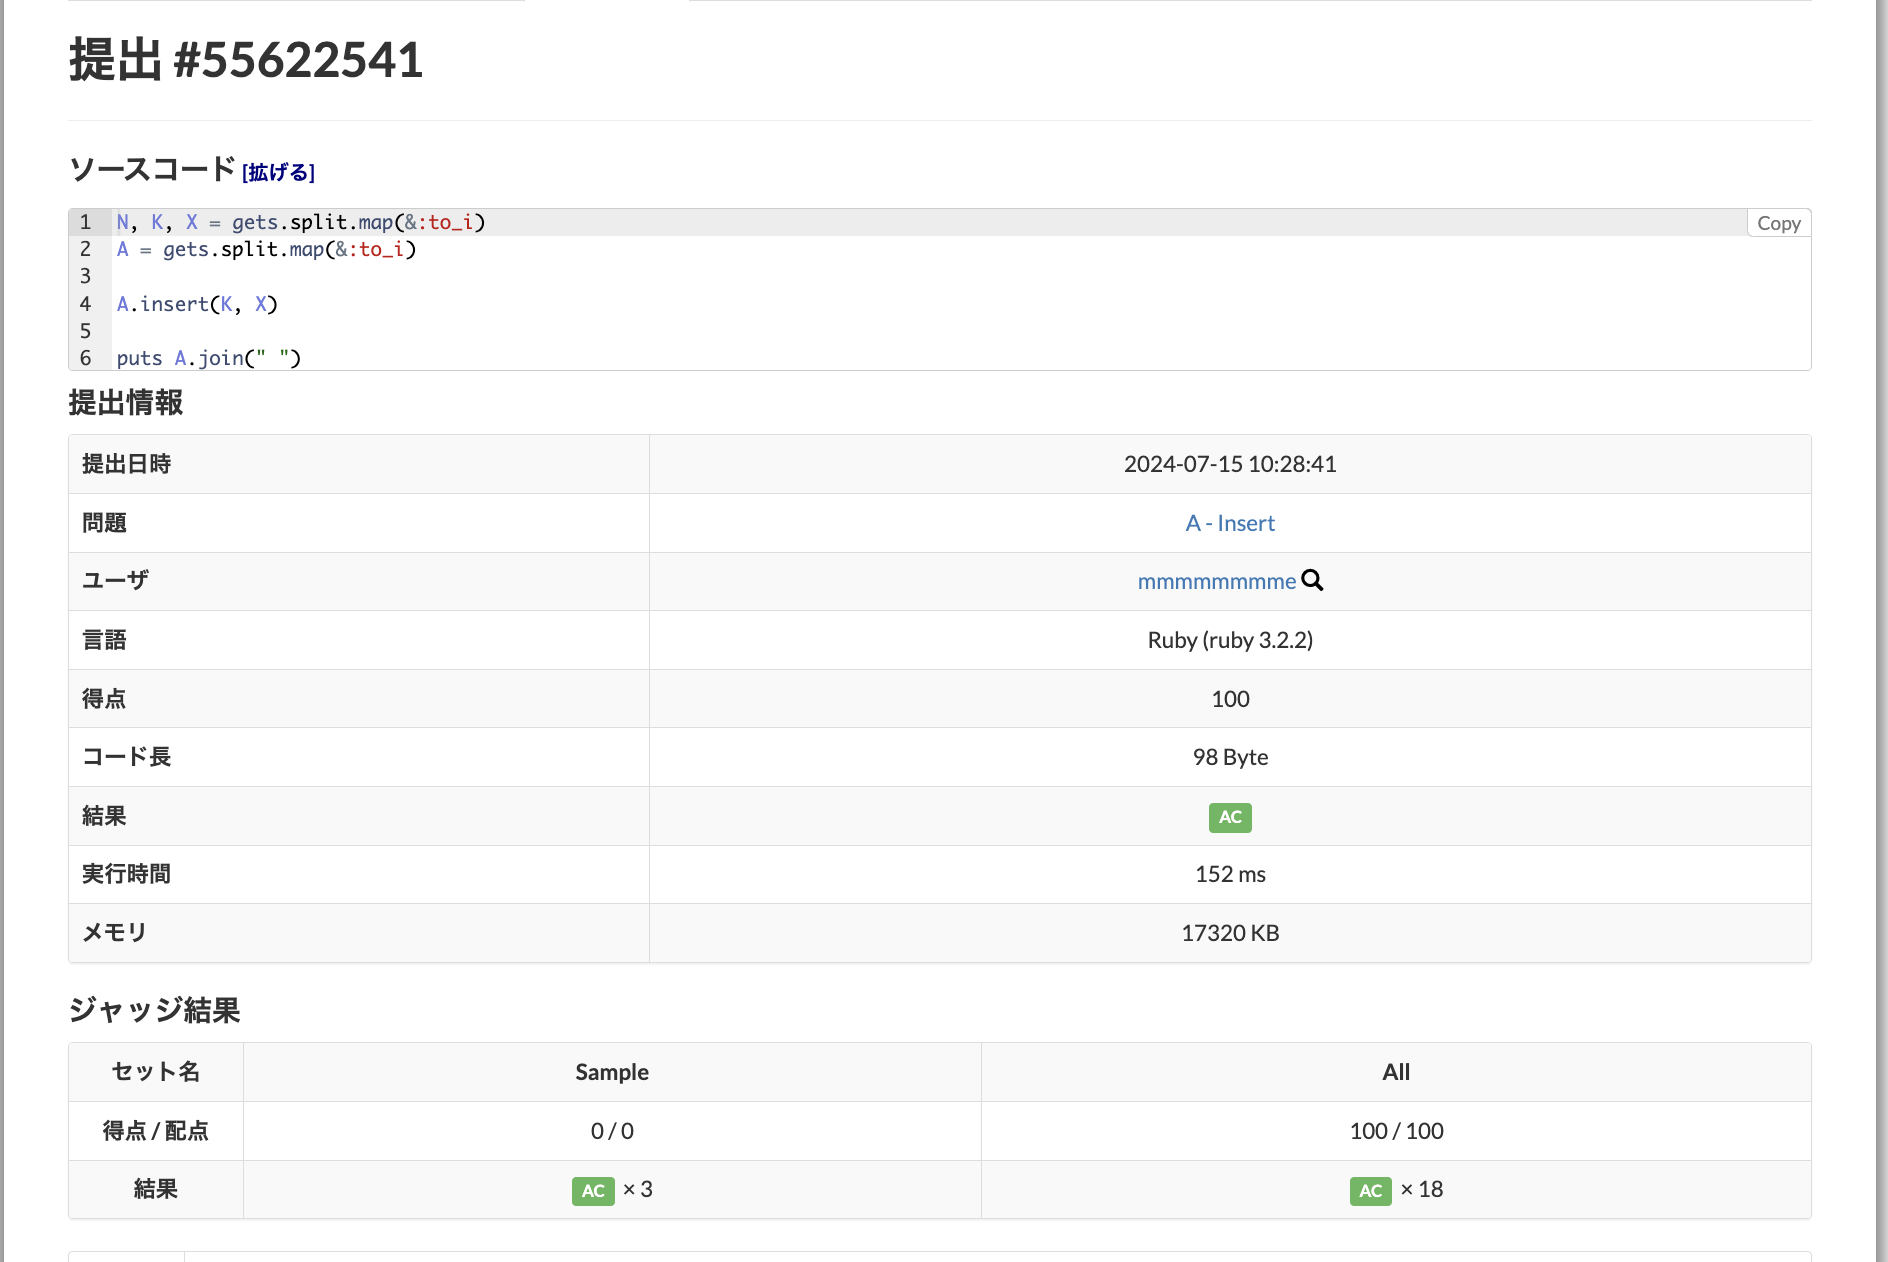 提出 #55622541
ソースコード [拡げる]
1 N, K, X = gets.split.map(&:to_i)
Copy
2 A = gets.split.map(&:to_i)
3
4 A.insert(K, X)
5
6 puts A.join(" ")
提出情報
提出日時 2024-07-15 10:28:41
問題 A - Insert
ユーザ mmmmmmmmme
言語 Ruby (ruby 3.2.2)
得点 100
コード長 98 Byte
結果 AC
実行時間 152 ms
メモリ 17320 KB
ジャッジ結果
セット名 Sample All
得点 / 配点 0 / 0 100 / 100
結果 AC × 3 AC × 18